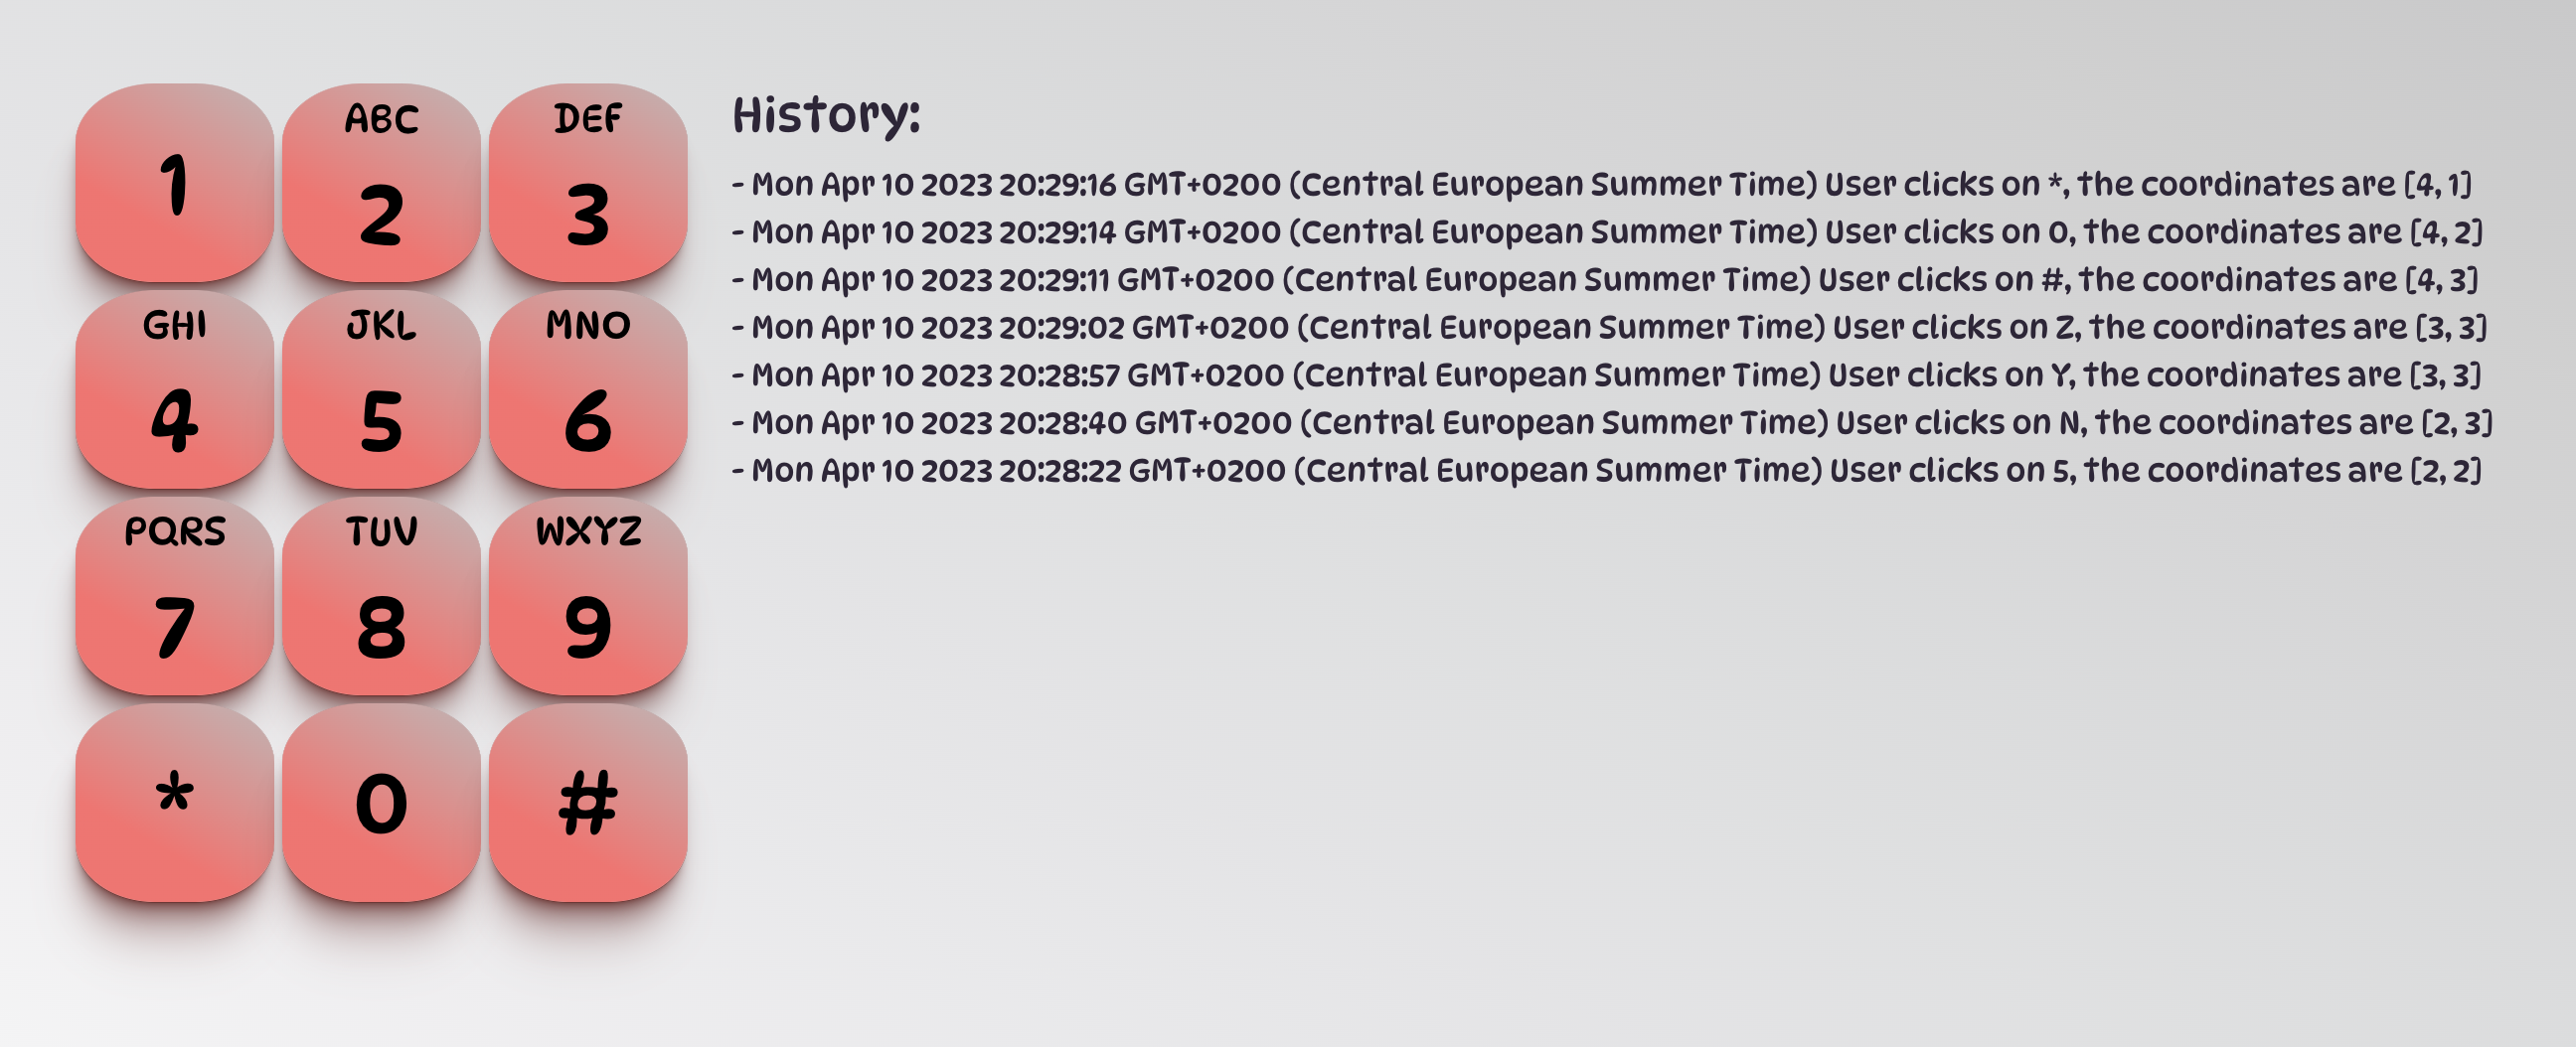 1
ABC
2
DEF
3
GHI
4
JKL
5
MNO
6
PQRS
7
TUV
8
WXYZ
9
*
0
#
History:
- Mon Apr 10 2023 20:29:16 GMT+0200 (Central European Summer Time) User clicks on *, the coordinates are [4, 1]
- Mon Apr 10 2023 20:29:14 GMT+0200 (Central European Summer Time) User clicks on 0, the coordinates are [4, 2]
- Mon Apr 10 2023 20:29:11 GMT+0200 (Central European Summer Time) User clicks on #, the coordinates are [4, 3]
- Mon Apr 10 2023 20:29:02 GMT+0200 (Central European Summer Time) User clicks on Z, the coordinates are [3, 3]
- Mon Apr 10 2023 20:28:57 GMT+0200 (Central European Summer Time) User clicks on Y, the coordinates are [3, 3]
- Mon Apr 10 2023 20:28:40 GMT+0200 (Central European Summer Time) User clicks on N, the coordinates are [2, 3]
- Mon Apr 10 2023 20:28:22 GMT+0200 (Central European Summer Time) User clicks on 5, the coordinates are [2, 2]